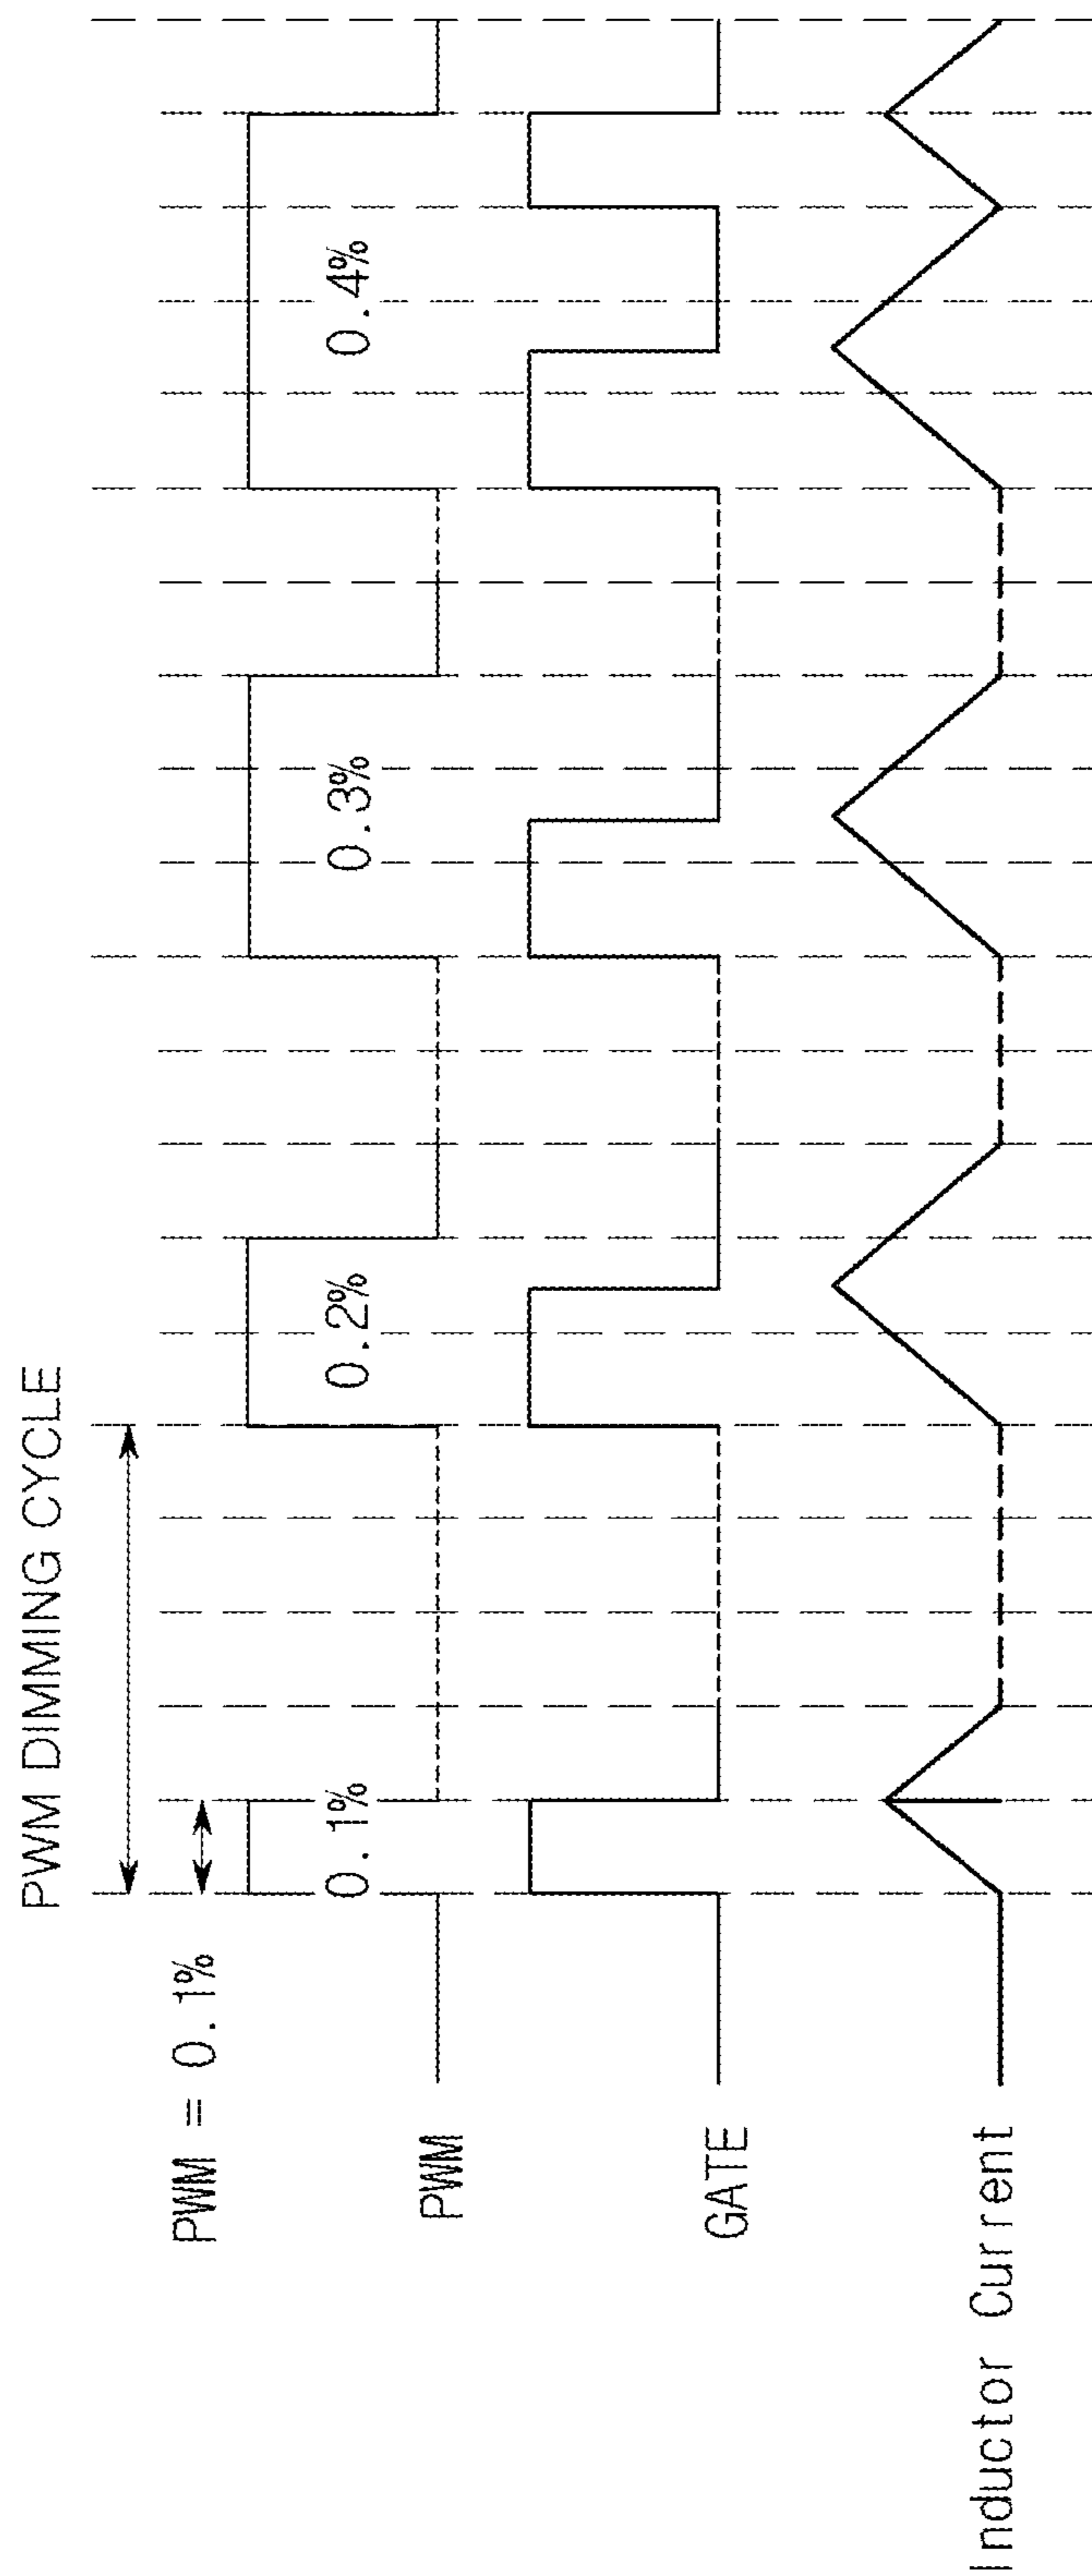 PWM DIMMING CYCLE
PWM = 0.1%
PWM
0.1%
0.2%
0.3%
0.4%
GATE
Inductor Current